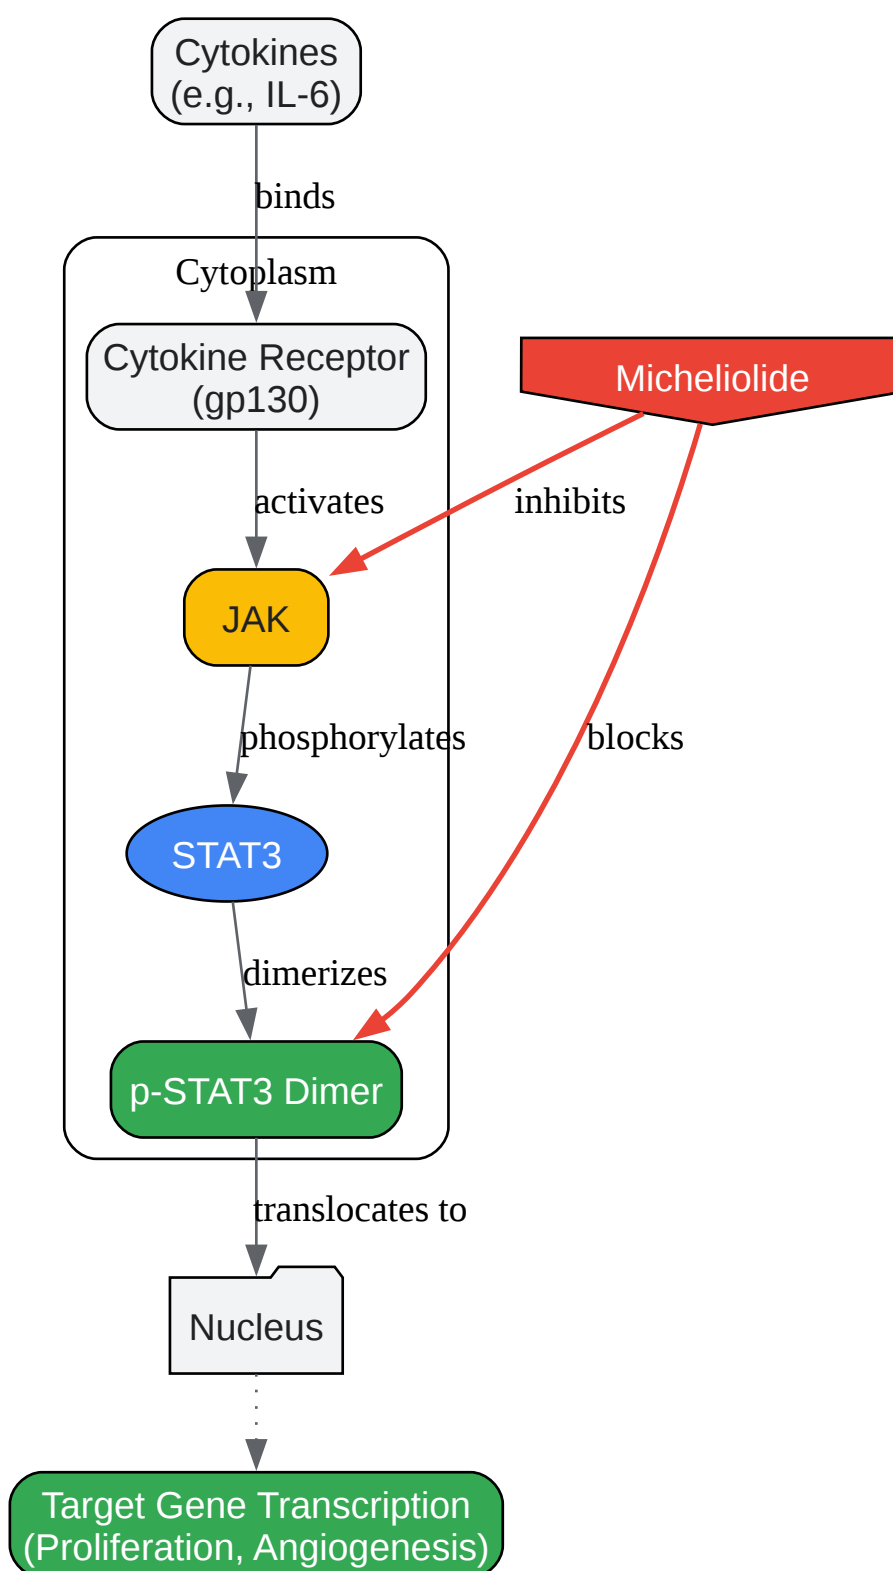 Cytokines
(e.g., IL-6)
binds
Cytoplasm
Cytokine Receptor
(gp130)
Micheliolide
activates
inhibits
JAK
phosphorylates
blocks
STAT3
dimerizes
p-STAT3 Dimer
translocates to
Nucleus
Target Gene Transcription
(Proliferation, Angiogenesis)